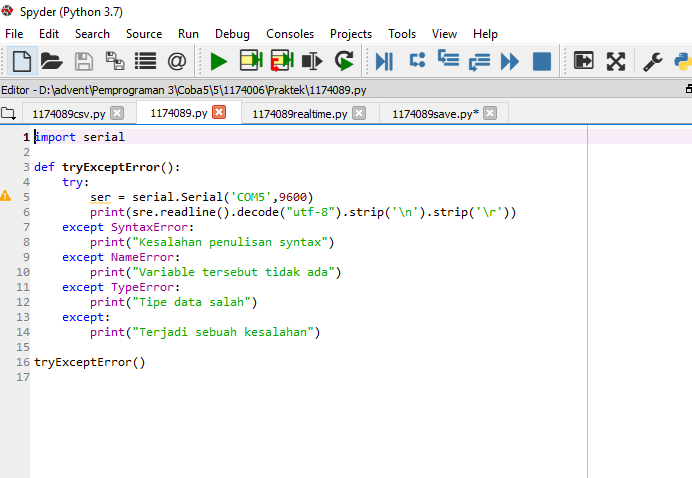 Spyder (Python 3.7)
File Edit Search Source Run Debug Consoles Projects Tools View Help
Editor - D:\advent\Pemprograman 3\Coba5\5\1174006\Praktek\1174089.py
1174089csv.py 1174089.py 1174089realtime.py 1174089save.py*
1 import serial
2
3 def tryExceptError():
4     try:
5         ser = serial.Serial('COM5',9600)
6         print(sre.readline().decode("utf-8").strip('\n').strip('\r'))
7     except SyntaxError:
8         print("Kesalahan penulisan syntax")
9     except NameError:
10         print("Variable tersebut tidak ada")
11     except TypeError:
12         print("Tipe data salah")
13     except:
14         print("Terjadi sebuah kesalahan")
15
16 tryExceptError()
17